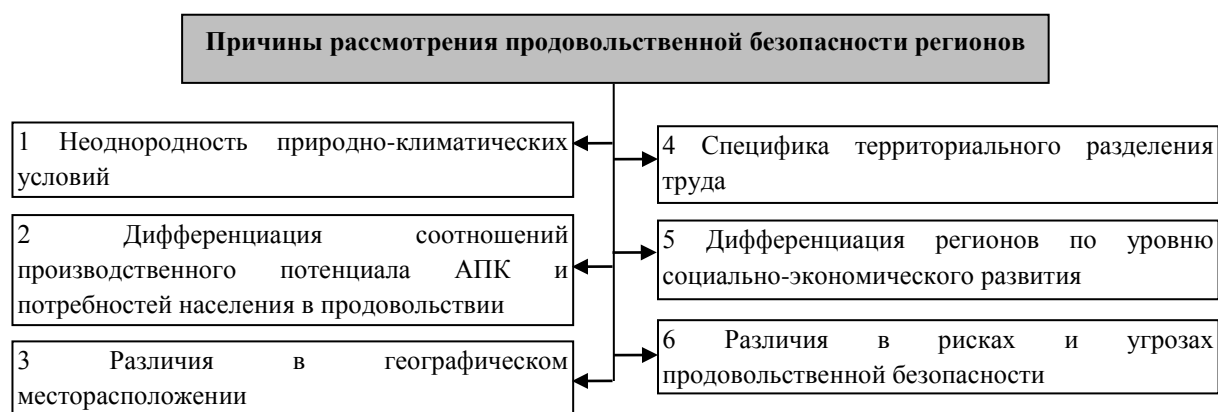 Причины рассмотрения продовольственной безопасности регионов
1 Неоднородность природно-климатических
условий
2 Дифференциация соотношений
производственного потенциала АПК и
потребностей населения в продовольствии
3 Различия в географическом
месторасположении
4 Специфика территориального разделения
труда
5 Дифференциация регионов по уровню
социально-экономического развития
6 Различия в рисках и угрозах
продовольственной безопасности